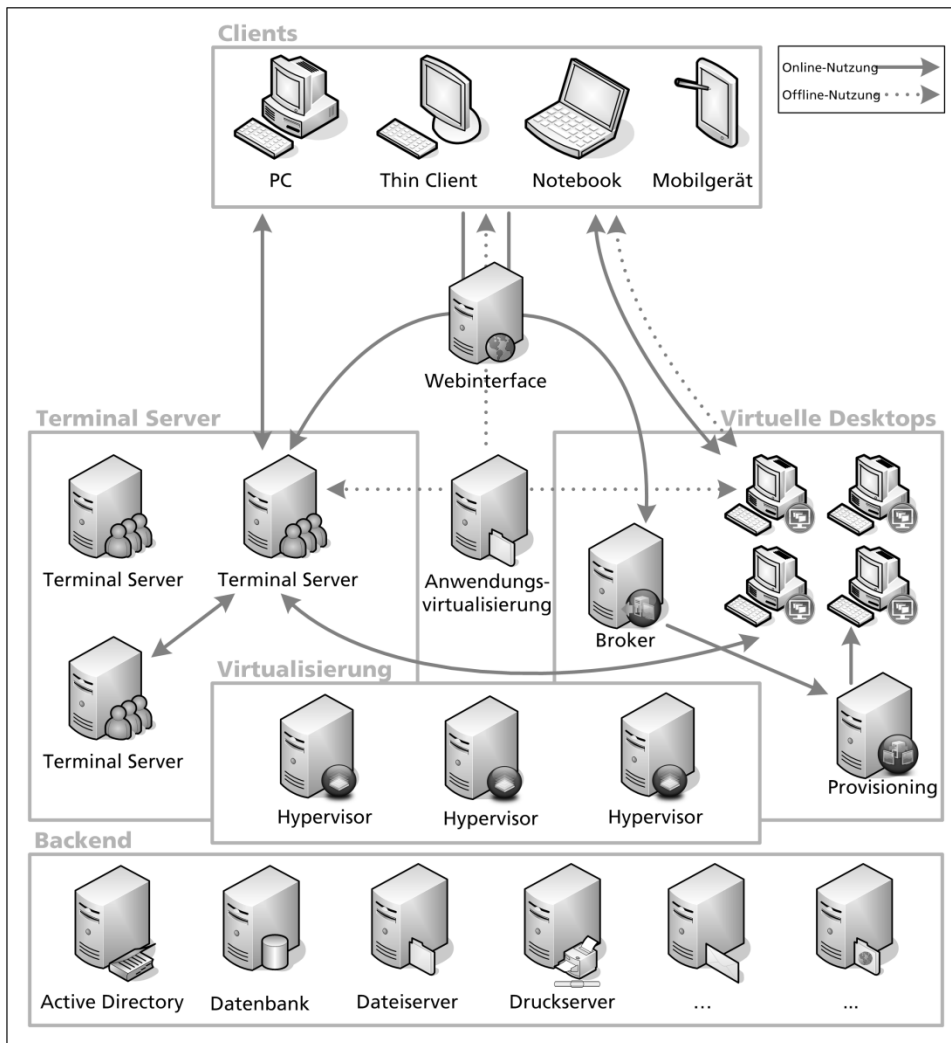 Clients
Online-Nutzung
Offline-Nutzung
PC
Thin Client
Notebook
Mobilgerät
Webinterface
Terminal Server
Virtuelle Desktops
Terminal Server
Terminal Server
Anwendungs-
virtualisierung
Broker
Terminal Server
Virtualisierung
Hypervisor
Hypervisor
Hypervisor
Provisioning
Backend
Active Directory
Datenbank
Dateiserver
Druckserver
...
...